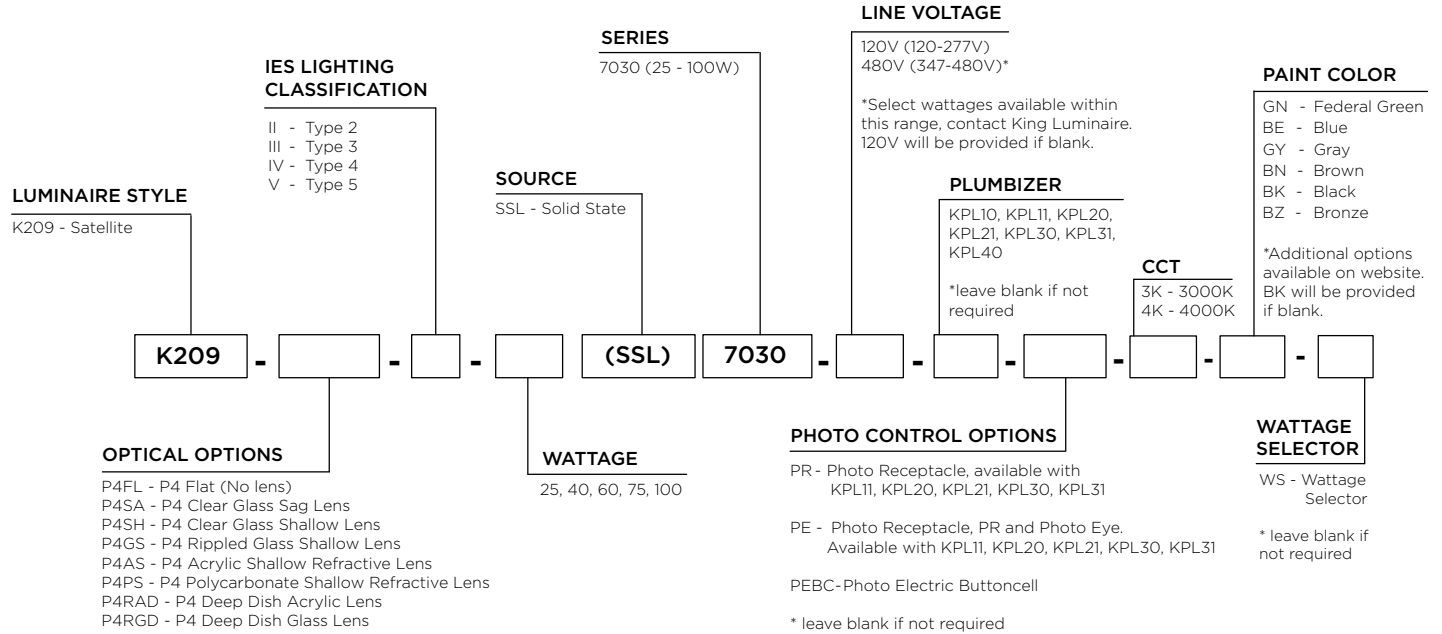 LUMINAIRE STYLE
K209 - Satellite
IES LIGHTING
CLASSIFICATION
II - Type 2
III - Type 3
IV - Type 4
V - Type 5
SOURCE
SSL - Solid State
SERIES
7030 (25 - 100W)
LINE VOLTAGE
120V (120-277V)
480V (347-480V)*
*Select wattages available within
this range, contact King Luminaire.
120V will be provided if blank.
PLUMBIZER
KPL10, KPL11, KPL20,
KPL21, KPL30, KPL31,
KPL40
*leave blank if not
required
CCT
3K - 3000K
4K - 4000K
PAINT COLOR
GN - Federal Green
BE - Blue
GY - Gray
BN - Brown
BK - Black
BZ - Bronze
*Additional options
available on website.
BK will be provided
if blank.
K209 - - - (SSL) 7030 - - - - - -
OPTICAL OPTIONS
P4FL - P4 Flat (No lens)
P4SA - P4 Clear Glass Sag Lens
P4SH - P4 Clear Glass Shallow Lens
P4GS - P4 Rippled Glass Shallow Lens
P4AS - P4 Acrylic Shallow Refractive Lens
P4PS - P4 Polycarbonate Shallow Refractive Lens
P4RAD - P4 Deep Dish Acrylic Lens
P4RGD - P4 Deep Dish Glass Lens
WATTAGE
25, 40, 60, 75, 100
PHOTO CONTROL OPTIONS
PR - Photo Receptacle, available with
KPL11, KPL20, KPL21, KPL30, KPL31
PE - Photo Receptacle, PR and Photo Eye.
Available with KPL11, KPL20, KPL21, KPL30, KPL31
PEBC-Photo Electric Buttoncell
* leave blank if not required
WATTAGE
SELECTOR
WS - Wattage
Selector
* leave blank if
not required